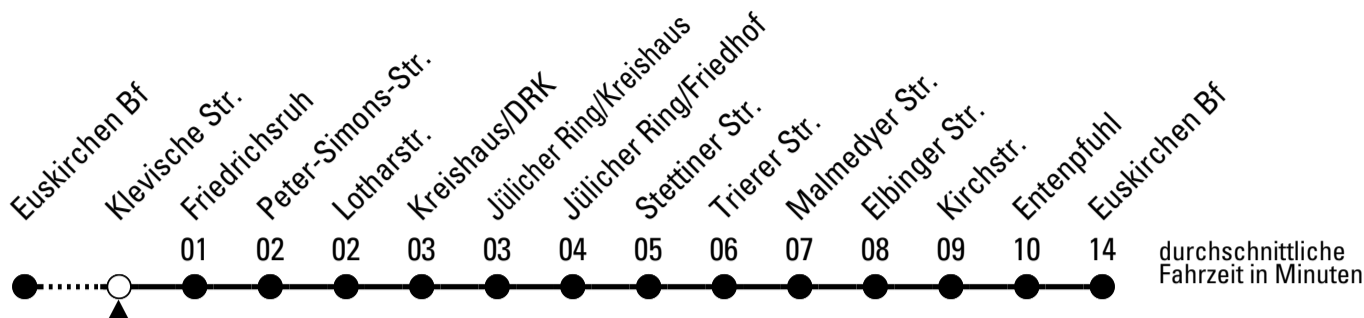 Euskirchen Bf
Klevische Str.
Friedrichsruh
Peter-Simons-Str.
Lotharstr.
Kreishaus/DRK
Jülicher Ring/Kreishaus
Jülicher Ring/Friedhof
Stettiner Str.
Trierer Str.
Malmedyer Str.
Elbinger Str.
Kirchstr.
Entenpfuhl
Euskirchen Bf
01 02 02 03 03 04 05 06 07 08 09 10 14
durchschnittliche
Fahrzeit in Minuten